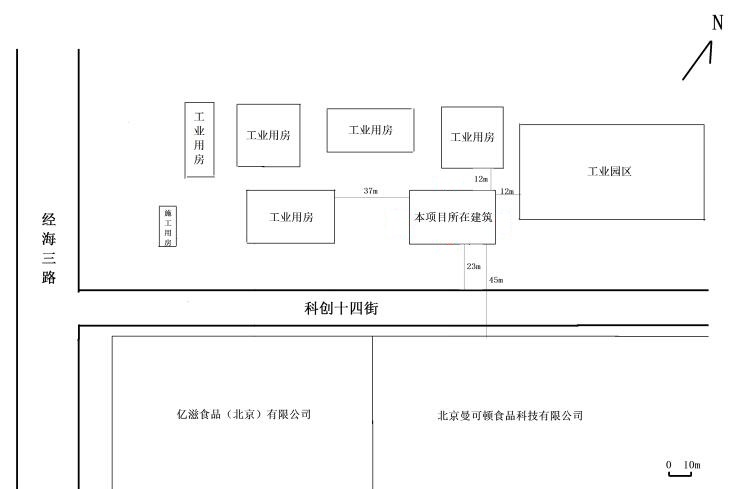 N
工业用房
工业用房
工业用房
工业用房
工业园区
12m
37m
12m
施工用房
工业用房
本项目所在建筑
经海三路
23m
45m
科创十四街
亿滋食品（北京）有限公司
北京曼可顿食品科技有限公司
0 10m